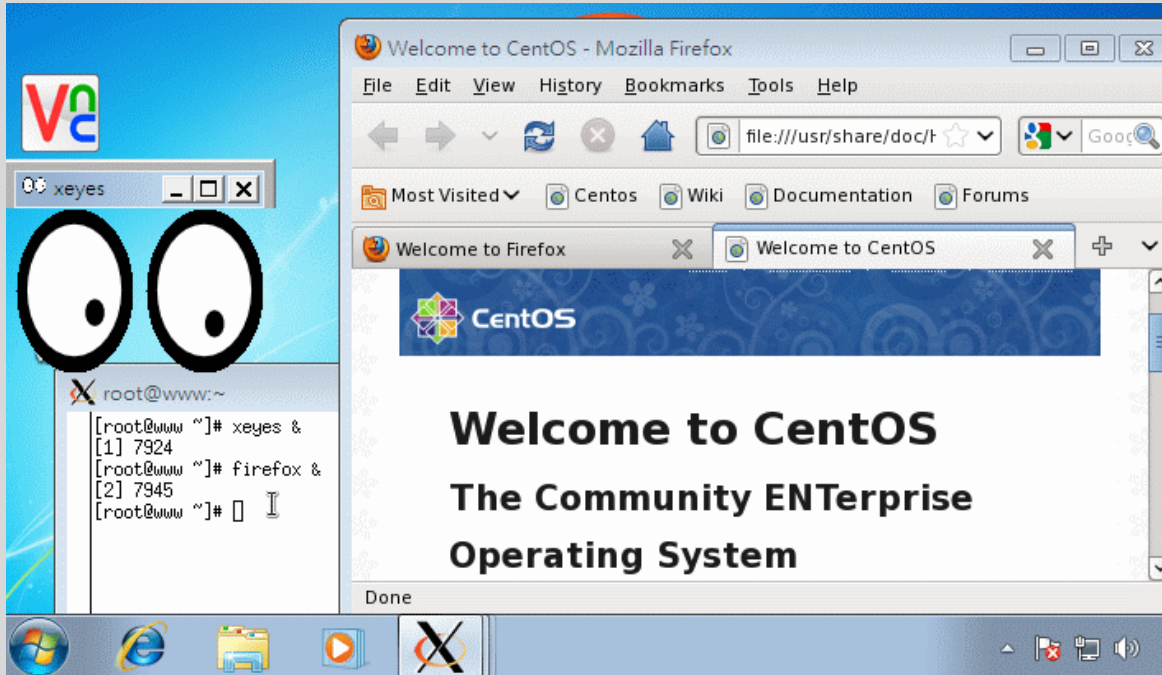 Welcome to CentOS - Mozilla Firefox
File Edit View History Bookmarks Tools Help
VNC
file:///usr/share/doc/H
Goog
xeyes
Most Visited Centos Wiki Documentation Forums
Welcome to Firefox
Welcome to CentOS
CentOS
root@www:~
[root@www ~]# xeyes &
[1] 7924
[root@www ~]# firefox &
[2] 7945
[root@www ~]#
Welcome to CentOS
The Community ENTerprise
Operating System
Done